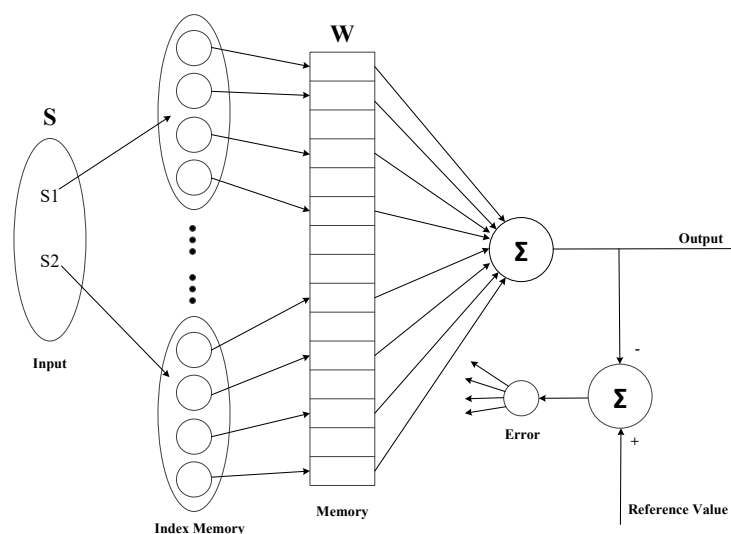 W
S
S1
S2
Input
Index Memory
Memory
Σ
Output
-
Σ
+
Error
Reference Value